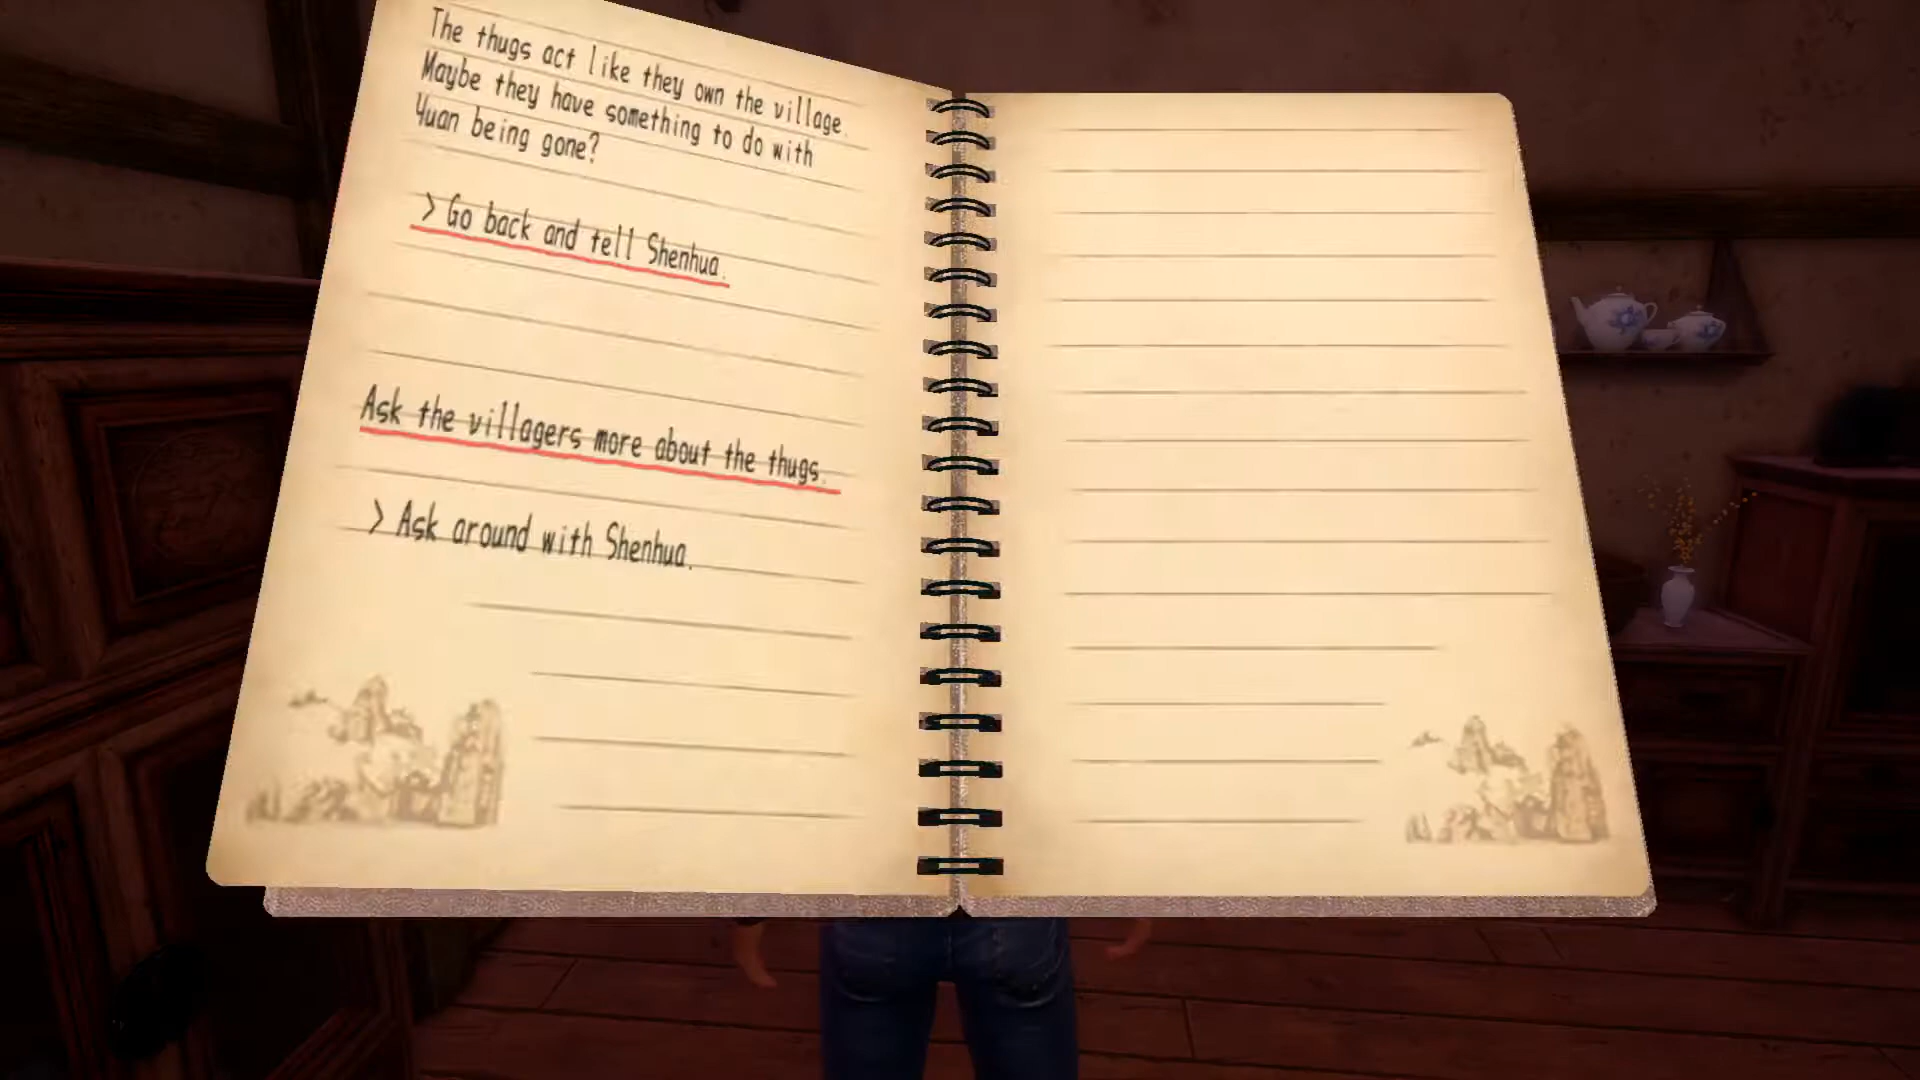 The thugs act like they own the village.
Maybe they have something to do with
Yuan being gone?
> Go back and tell Shenhua.
Ask the villagers more about the thugs.
> Ask around with Shenhua.